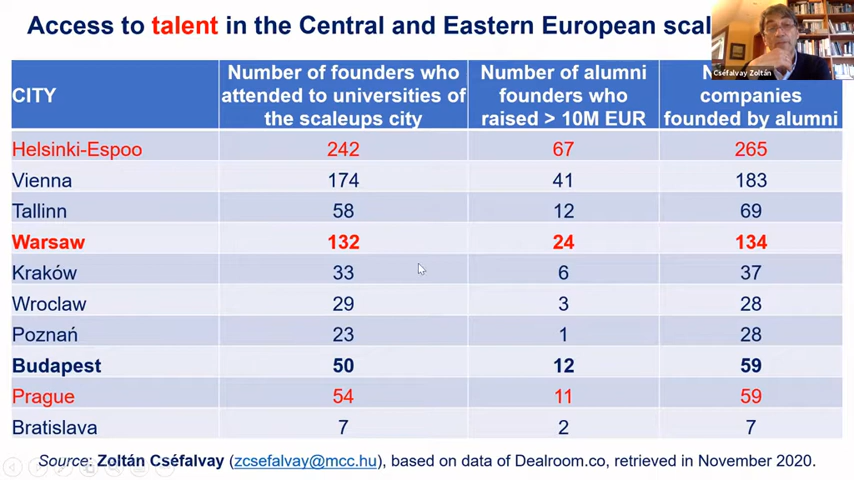 Access to talent in the Central and Eastern European
Cséfalvay Zoltán
CITY
Number of founders who
attended to universities of
the scaleups city
Number of alumni
founders who
raised > 10M EUR
companies
founded by alumni
Helsinki-Espoo 242 67 265
Vienna 174 41 183
Tallinn 58 12 69
Warsaw 132 24 134
Kraków 33 6 37
Wroclaw 29 3 28
Poznań 23 1 28
Budapest 50 12 59
Prague 54 11 59
Bratislava 7 2 7
Source: Zoltán Cséfalvay (zcsefalvay@mcc.hu), based on data of Dealroom.co, retrieved in November 2020.